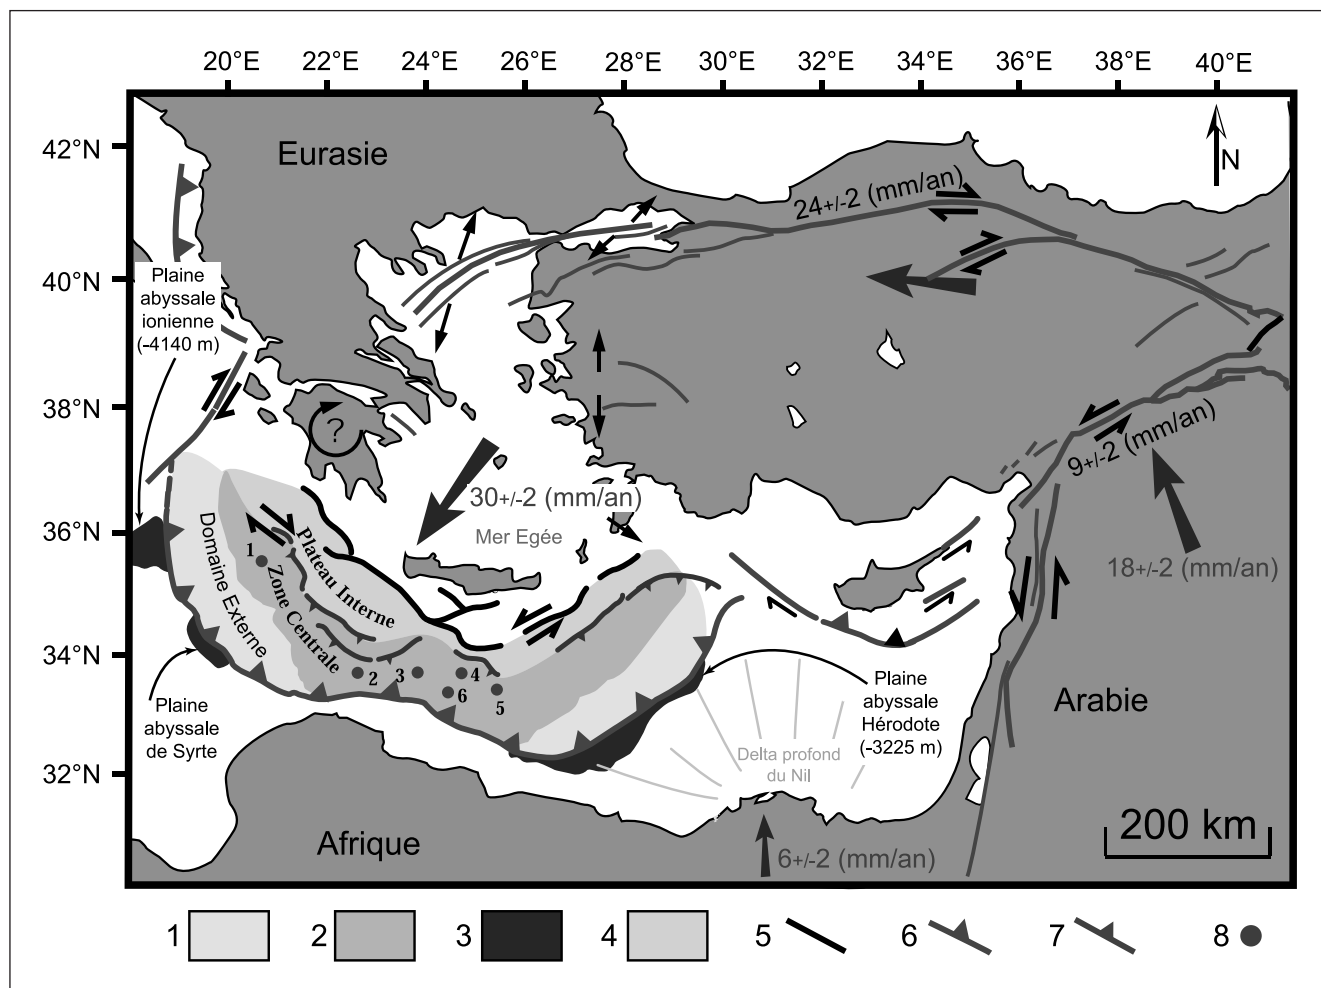 20°E 22°E 24°E 26°E 28°E 30°E 32°E 34°E 36°E 38°E 40°E
42°N
40°N
38°N
36°N
34°N
32°N
Eurasie
N
24+/-2 (mm/an)
Plaine
abyssale
ionienne
(-4140 m)
?
9+/-2 (mm/an)
30+/-2 (mm/an)
Mer Egée
18+/-2 (mm/an)
Domaine Externe
Zone Centrale
Plateau Interne
1
2
3
4
5
6
Plaine
abyssale
de Syrte
Plaine
abyssale
Hérodote
(-3225 m)
Arabie
Delta profond
du Nil
Afrique
6+/-2 (mm/an)
200 km
1 2 3 4 5 6 7 8